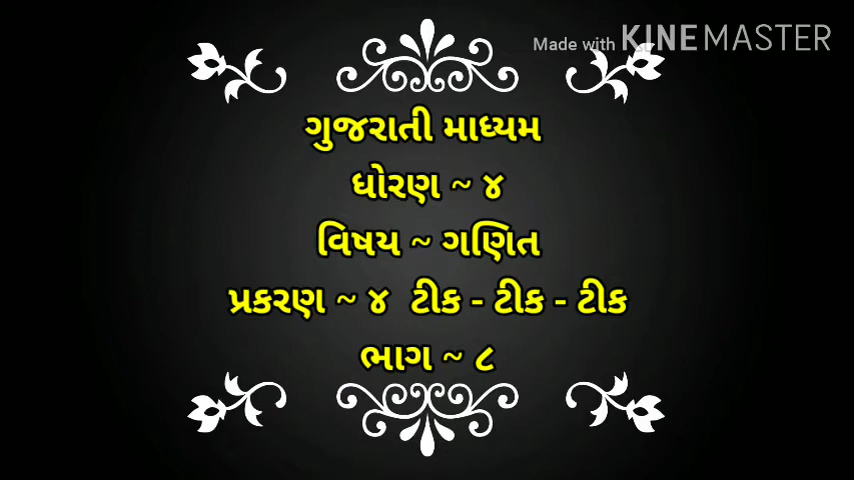 Made with KINEMASTER
ગુજરાતી માધ્યમ
ધોરણ ~ ૪
વિષય ~ ગણિત
પ્રકરણ ~ ૪ ટીક - ટીક - ટીક
ભાગ ~ ૮